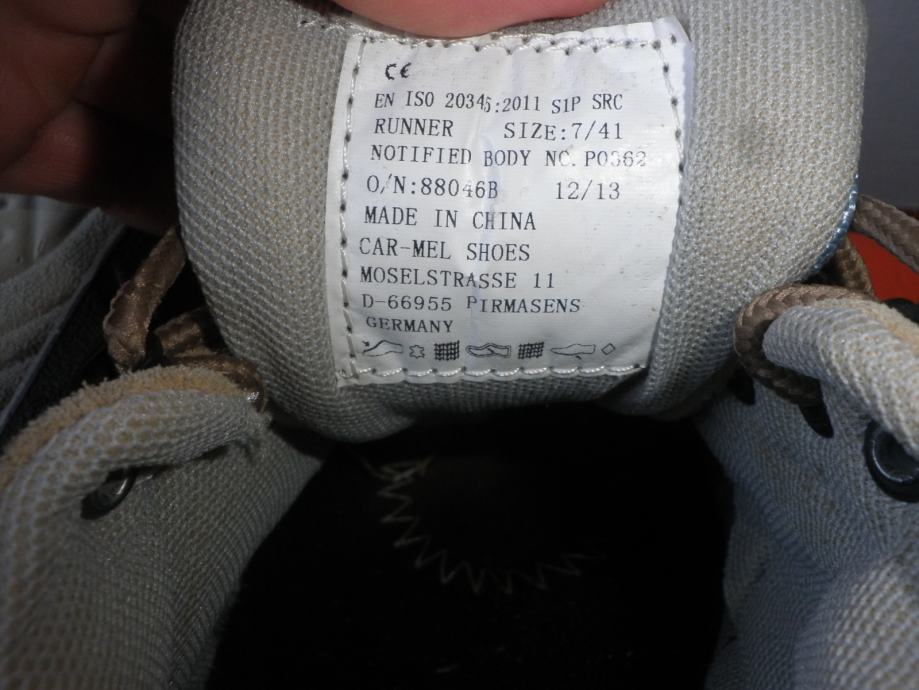 CE
EN ISO 20345:2011 S1P SRC
RUNNER SIZE:7/41
NOTIFIED BODY NO. P0362
O/N:88046B 12/13
MADE IN CHINA
CAR-MEL SHOES
MOSELSTRASSE 11
D-66955 PIRMASENS
GERMANY